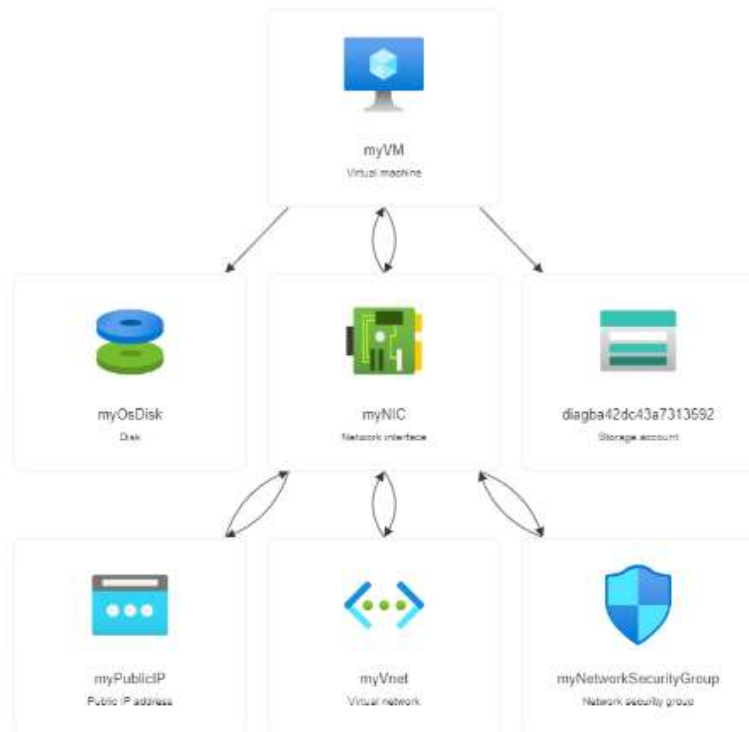 myVM
Virtual machine
myOsDisk
Disk
myNIC
Network interface
diagba42dc43a7313592
Storage account
myPublicIP
Public IP address
myVnet
Virtual network
myNetworkSecurityGroup
Network security group